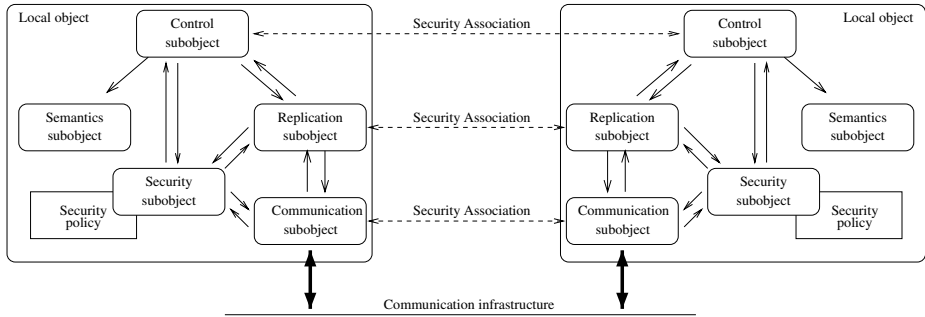 Local object
Control
subobject
Security Association
Control
subobject
Local object
Semantics
subobject
Replication
subobject
Security Association
Replication
subobject
Semantics
subobject
Security
subobject
Security
policy
Communication
subobject
Security Association
Communication
subobject
Security
subobject
Security
policy
Communication infrastructure